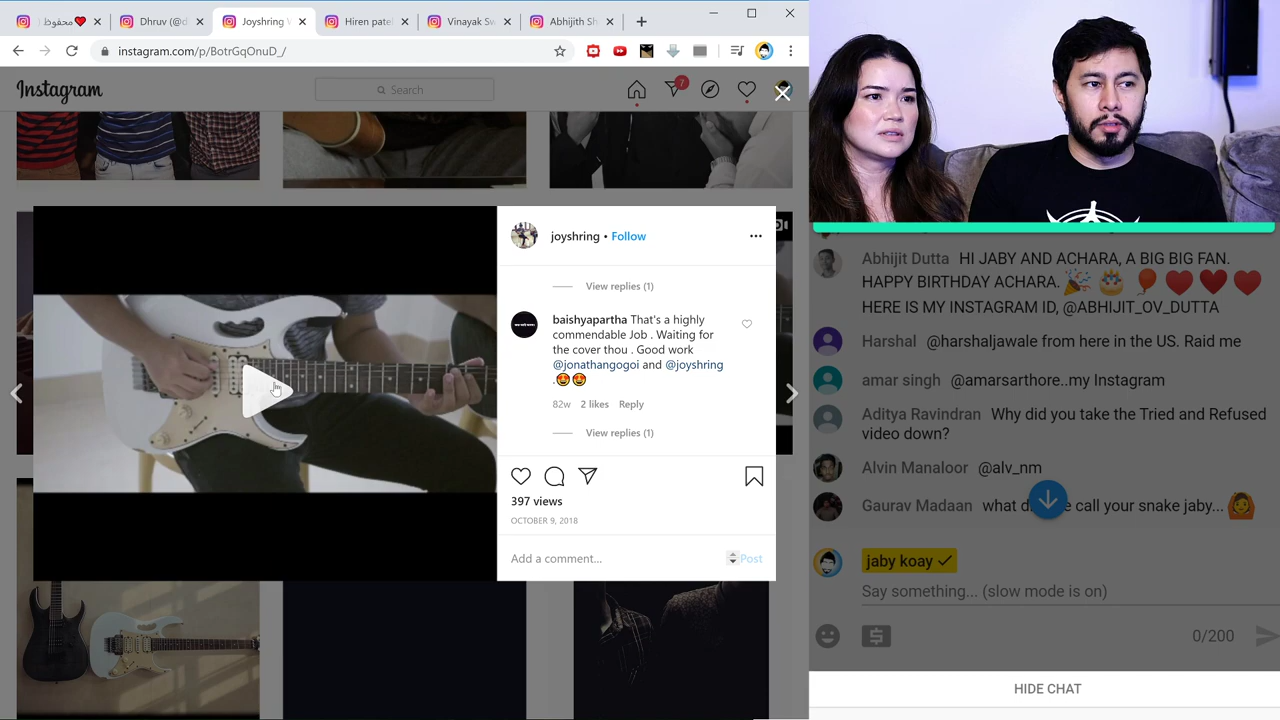 محفوظ
Dhruv (@d
Joyshring
Hiren patel
Vinayak Sw
Abhijith Sh
instagram.com/p/BotrGqOnuD_/
Instagram
Search
7
joyshring • Follow
View replies (1)
baishyapartha That's a highly
commendable Job . Waiting for
the cover thou . Good work
@jonathangogoi and @joyshring
.😍😍
82w 2 likes Reply
View replies (1)
397 views
OCTOBER 9, 2018
Add a comment... Post
Abhijit Dutta HI JABY AND ACHARA, A BIG BIG FAN.
HAPPY BIRTHDAY ACHARA. 🎉 🎂 🎈 ♥️ ♥️ ♥️
HERE IS MY INSTAGRAM ID, @ABHIJIT_OV_DUTTA
Harshal @harshaljawale from here in the US. Raid me
amar singh @amarsarthore..my Instagram
Aditya Ravindran Why did you take the Tried and Refused
video down?
Alvin Manaloor @alv_nm
Gaurav Madaan what d e call your snake jaby... 🙆
jaby koay ✓
Say something... (slow mode is on)
0/200
HIDE CHAT